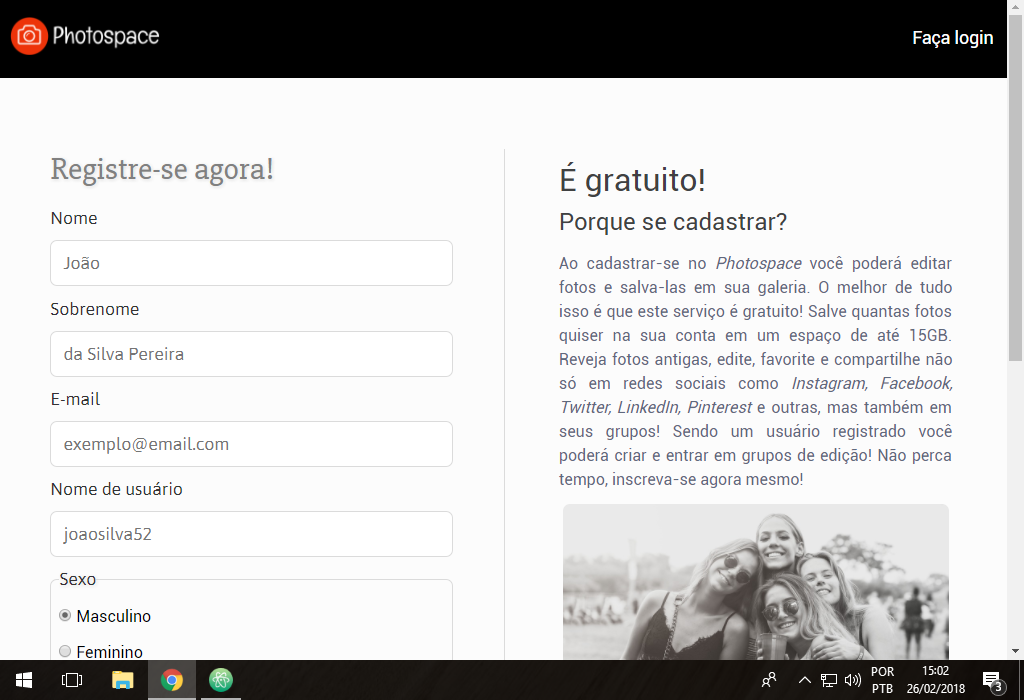 Photospace
Faça login
Registre-se agora!
Nome
João
Sobrenome
da Silva Pereira
E-mail
exemplo@email.com
Nome de usuário
joaosilva52
Sexo
Masculino
Feminino
É gratuito!
Porque se cadastrar?
Ao cadastrar-se no Photospace você poderá editar
fotos e salva-las em sua galeria. O melhor de tudo
isso é que este serviço é gratuito! Salve quantas fotos
quiser na sua conta em um espaço de até 15GB.
Reveja fotos antigas, edite, favorite e compartilhe não
só em redes sociais como Instagram, Facebook,
Twitter, LinkedIn, Pinterest e outras, mas também em
seus grupos! Sendo um usuário registrado você
poderá criar e entrar em grupos de edição! Não perca
tempo, inscreva-se agora mesmo!
POR
PTB
15:02
26/02/2018
3